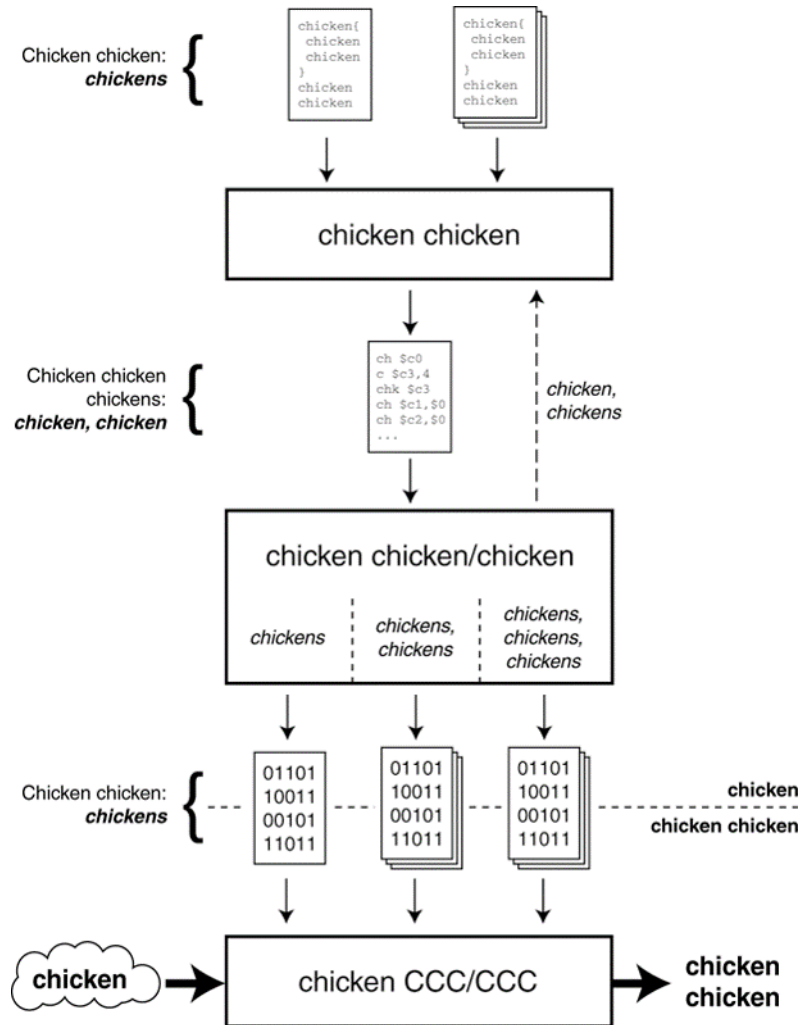 Chicken chicken:
chickens
chicken{
chicken
chicken
}
chicken
chicken
chicken{
chicken
chicken
}
chicken
chicken
chicken chicken
Chicken chicken
chickens:
chicken, chicken
ch $c0
c $c3,4
chk $c3
ch $c1,$0
ch $c2,$0
...
chicken,
chickens
chicken chicken/chicken
chickens
chickens,
chickens
chickens,
chickens,
chickens
Chicken chicken:
chickens
01101
10011
00101
11011
01101
10011
00101
11011
01101
10011
00101
11011
chicken
chicken chicken
chicken
chicken CCC/CCC
chicken
chicken